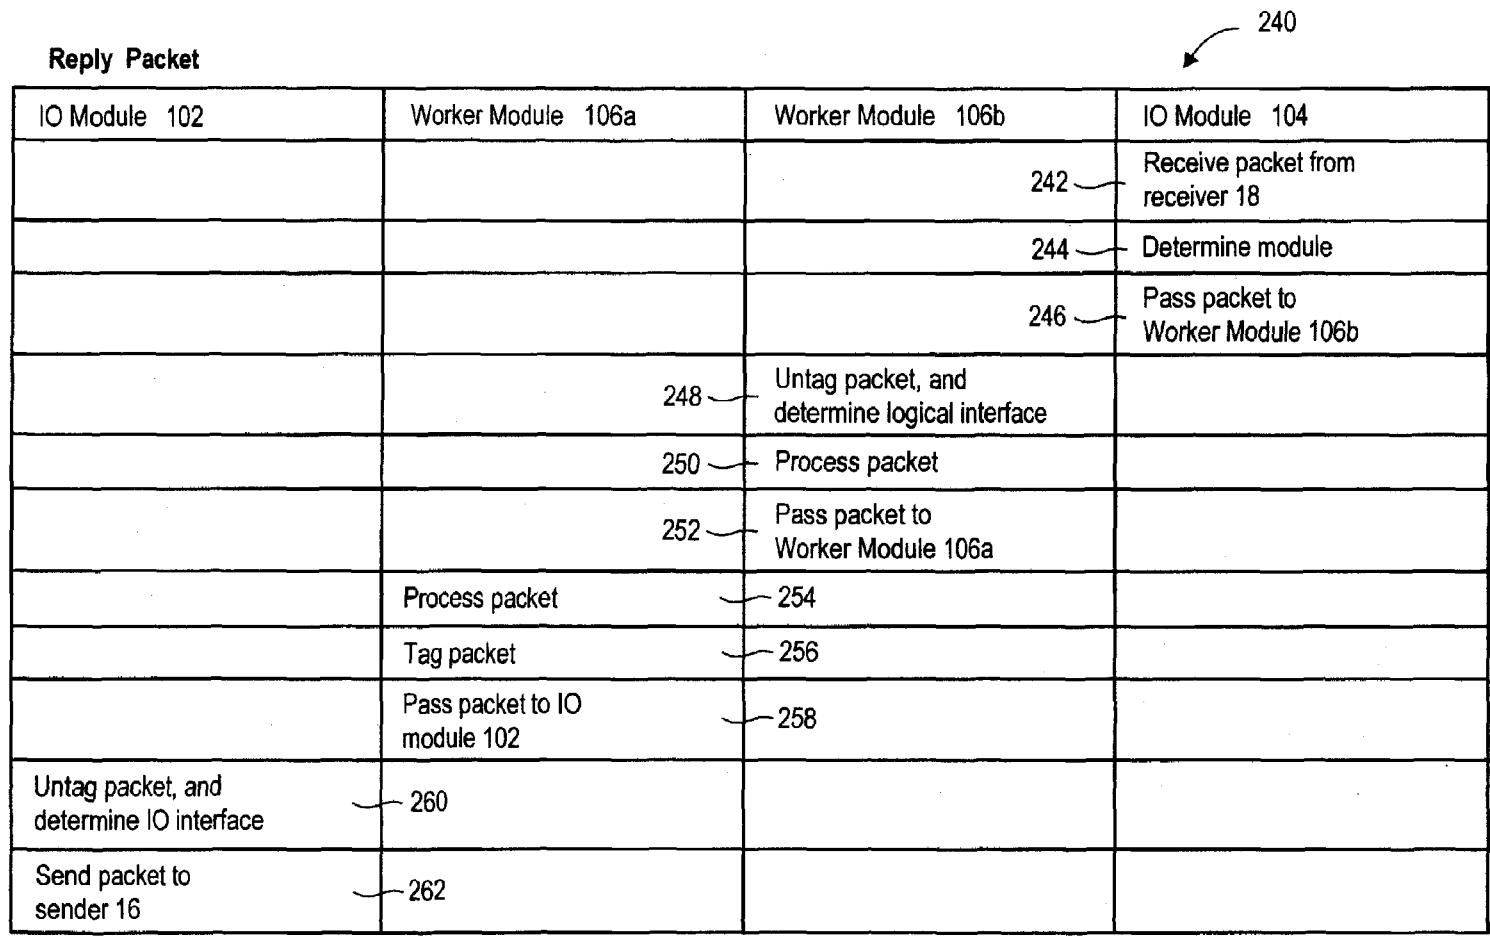 240
Reply Packet
IO Module 102
Worker Module 106a
Worker Module 106b
IO Module 104
242
Receive packet from
receiver 18
244
Determine module
246
Pass packet to
Worker Module 106b
248
Untag packet, and
determine logical interface
250
Process packet
252
Pass packet to
Worker Module 106a
Process packet
254
Tag packet
256
Pass packet to IO
module 102
258
Untag packet, and
determine IO interface
260
Send packet to
sender 16
262